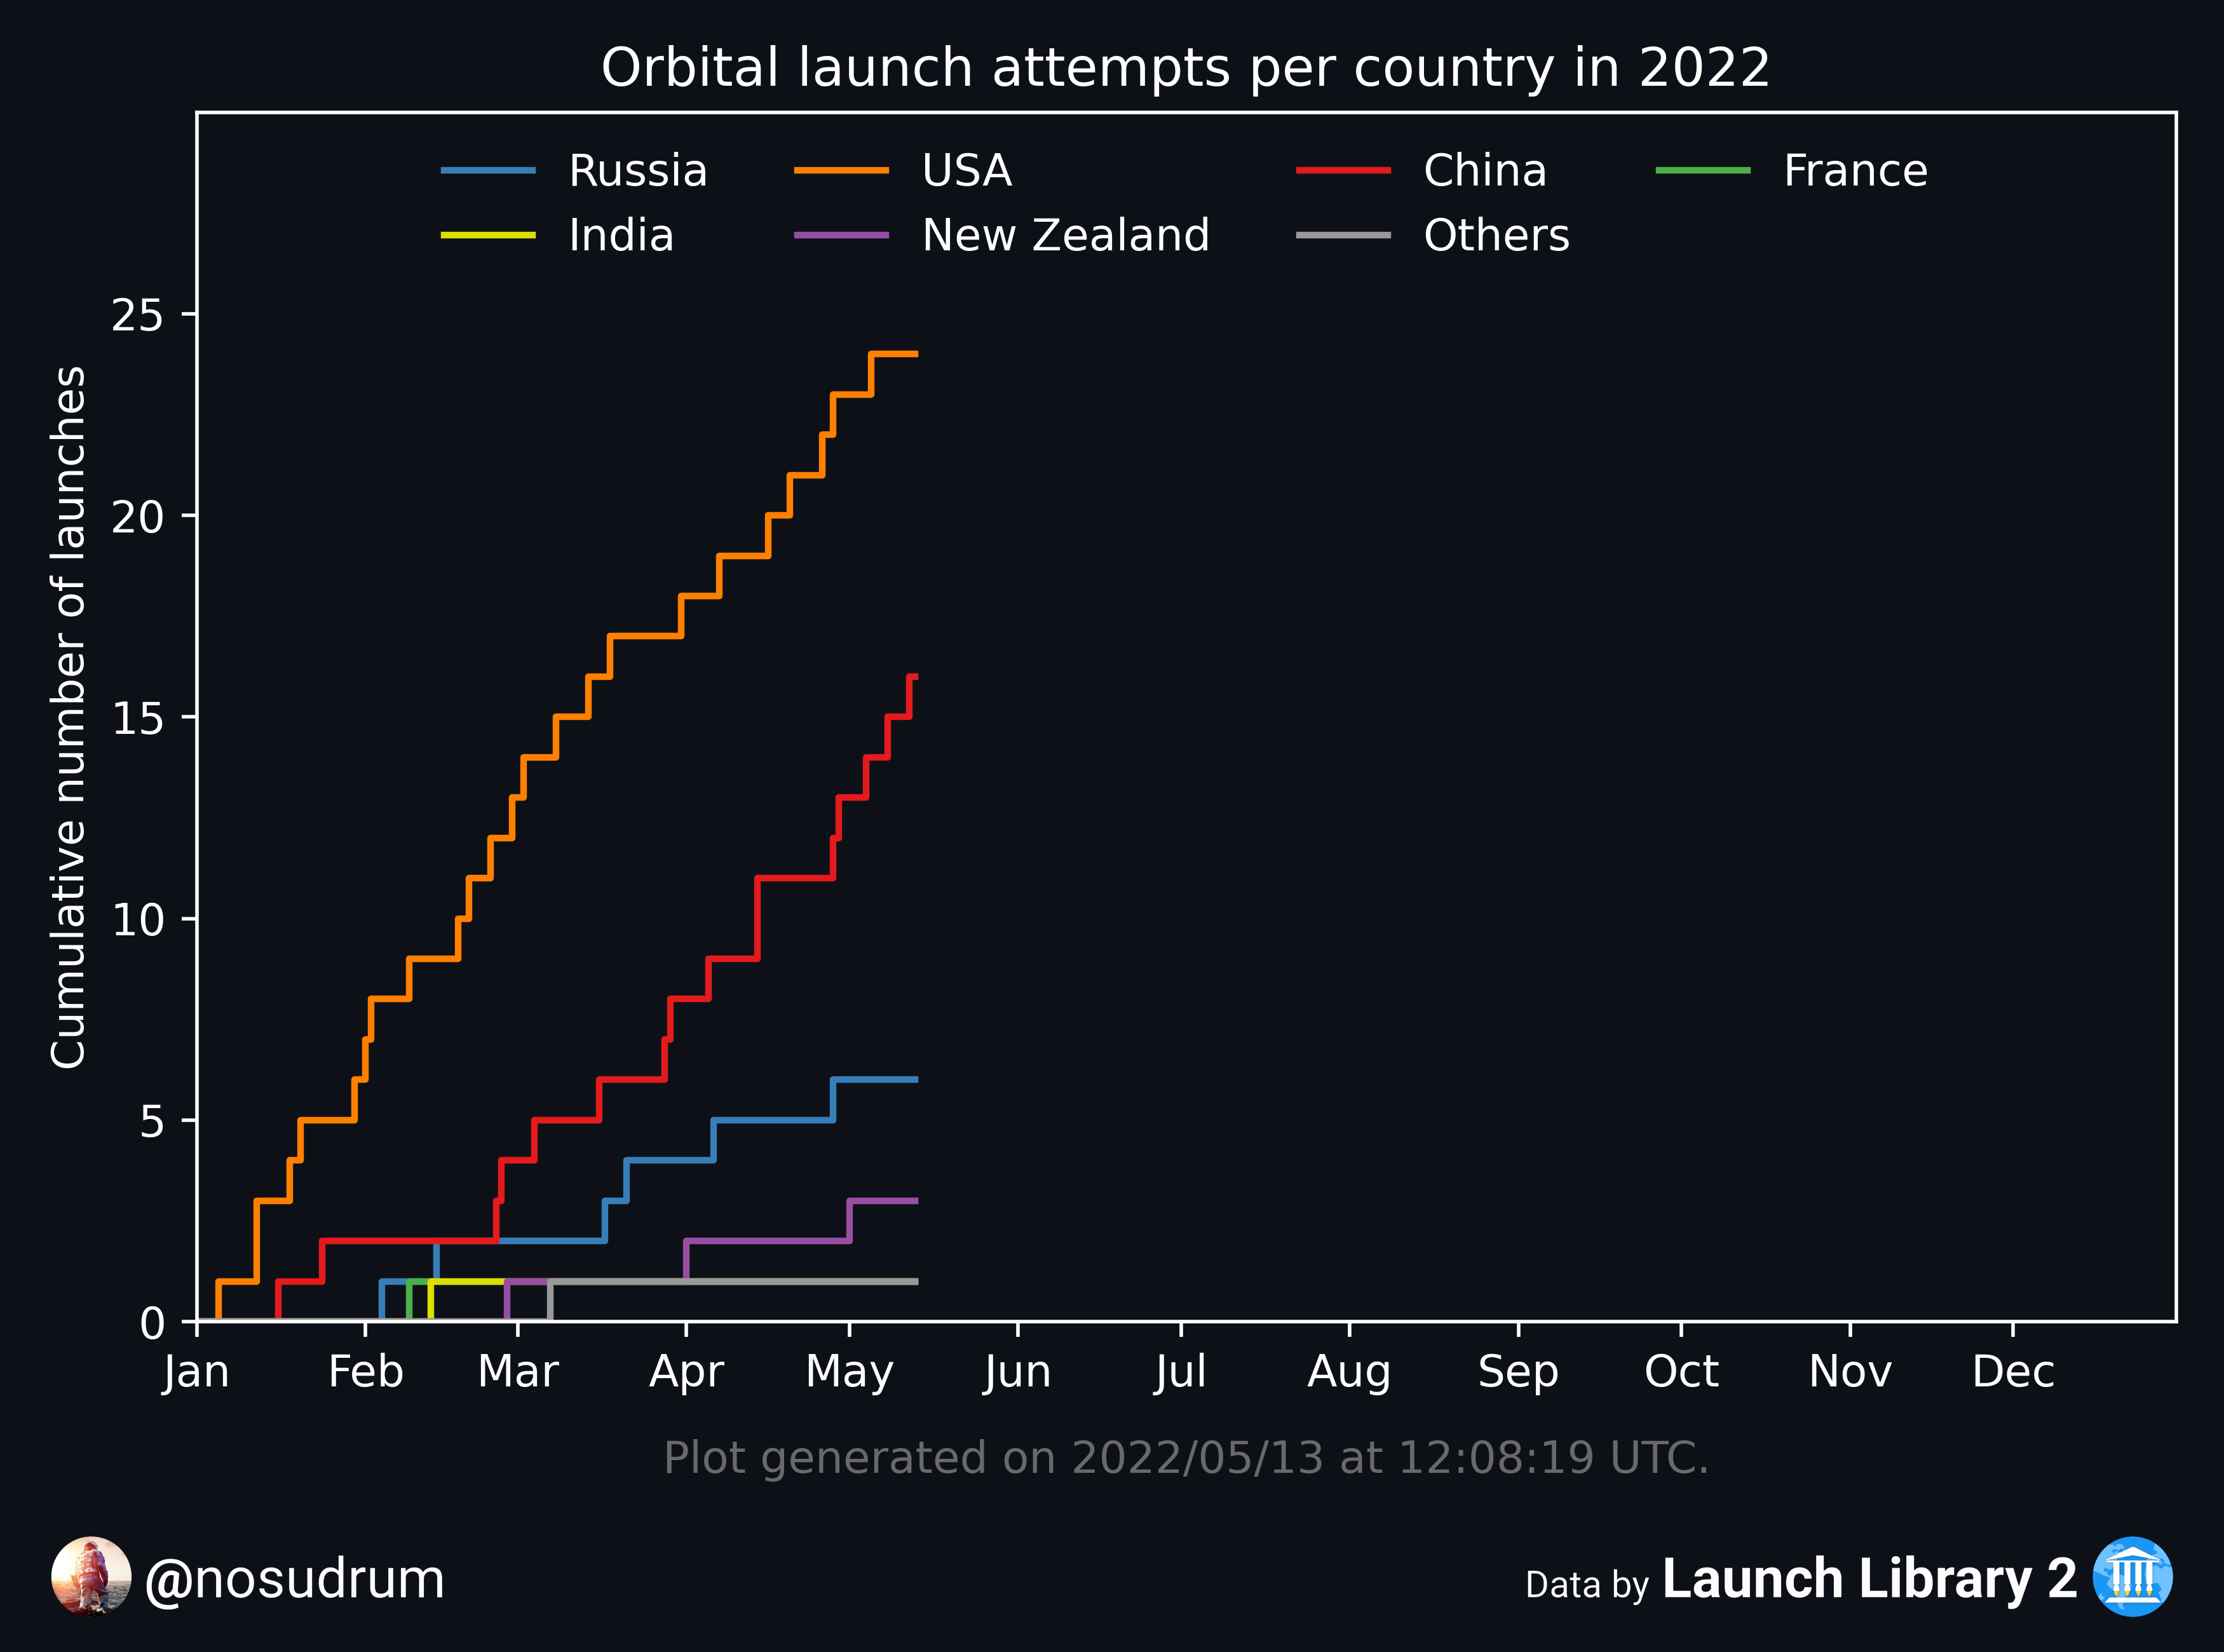 Orbital launch attempts per country in 2022
Russia USA China France
India New Zealand Others
Cumulative number of launches
25
20
15
10
5
0
Jan Feb Mar Apr May Jun Jul Aug Sep Oct Nov Dec
Plot generated on 2022/05/13 at 12:08:19 UTC.
@nosudrum
Data by Launch Library 2